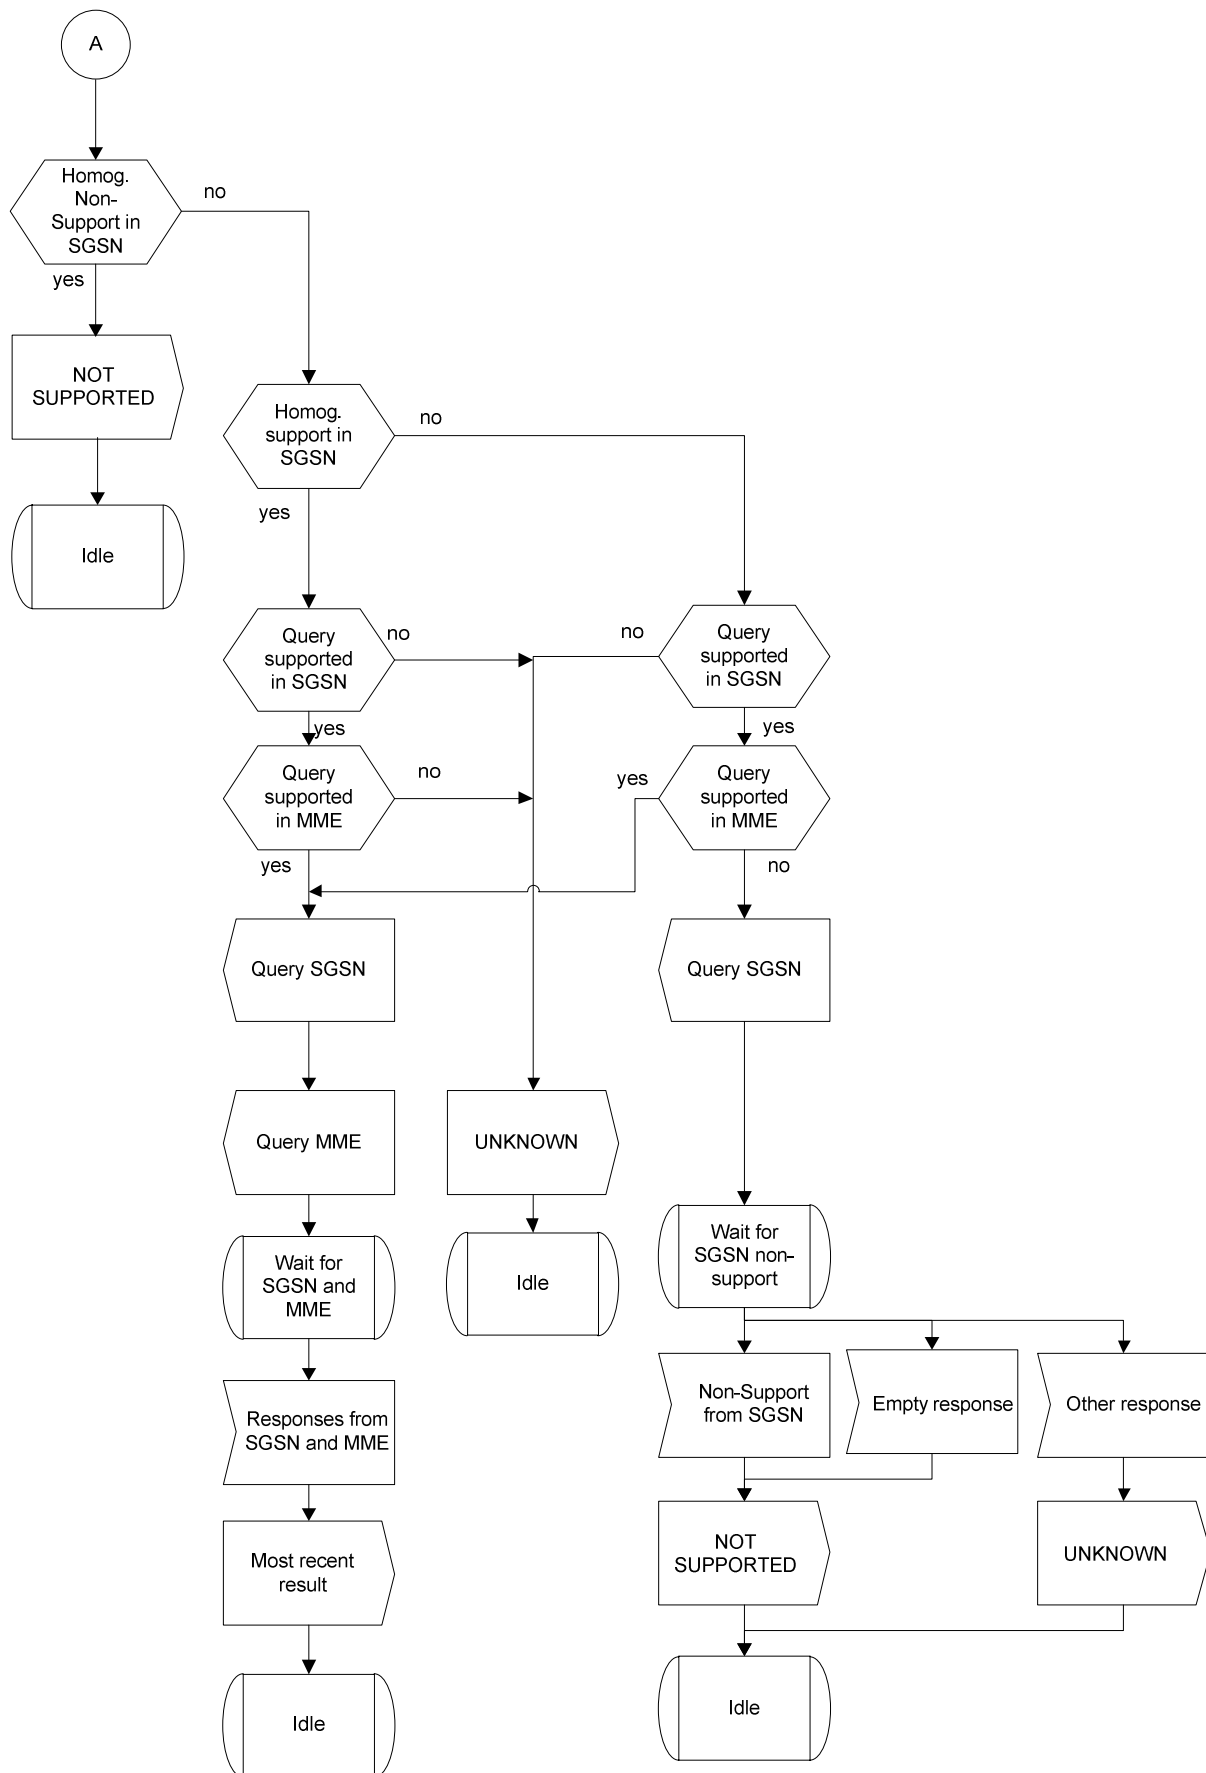 A
Homog.
Non-
Support in
SGSN
no
yes
NOT
SUPPORTED
Idle
Homog.
support in
SGSN
no
yes
Query
supported
in SGSN
no
yes
no
Query
supported
in SGSN
yes
Query
supported
in MME
no
yes
yes
Query
supported
in MME
no
Query SGSN
Query SGSN
Query MME
UNKNOWN
Wait for
SGSN and
MME
Idle
Wait for
SGSN non-
support
Responses from
SGSN and MME
Non-Support
from SGSN
Empty response
Other response
Most recent
result
NOT
SUPPORTED
UNKNOWN
Idle
Idle